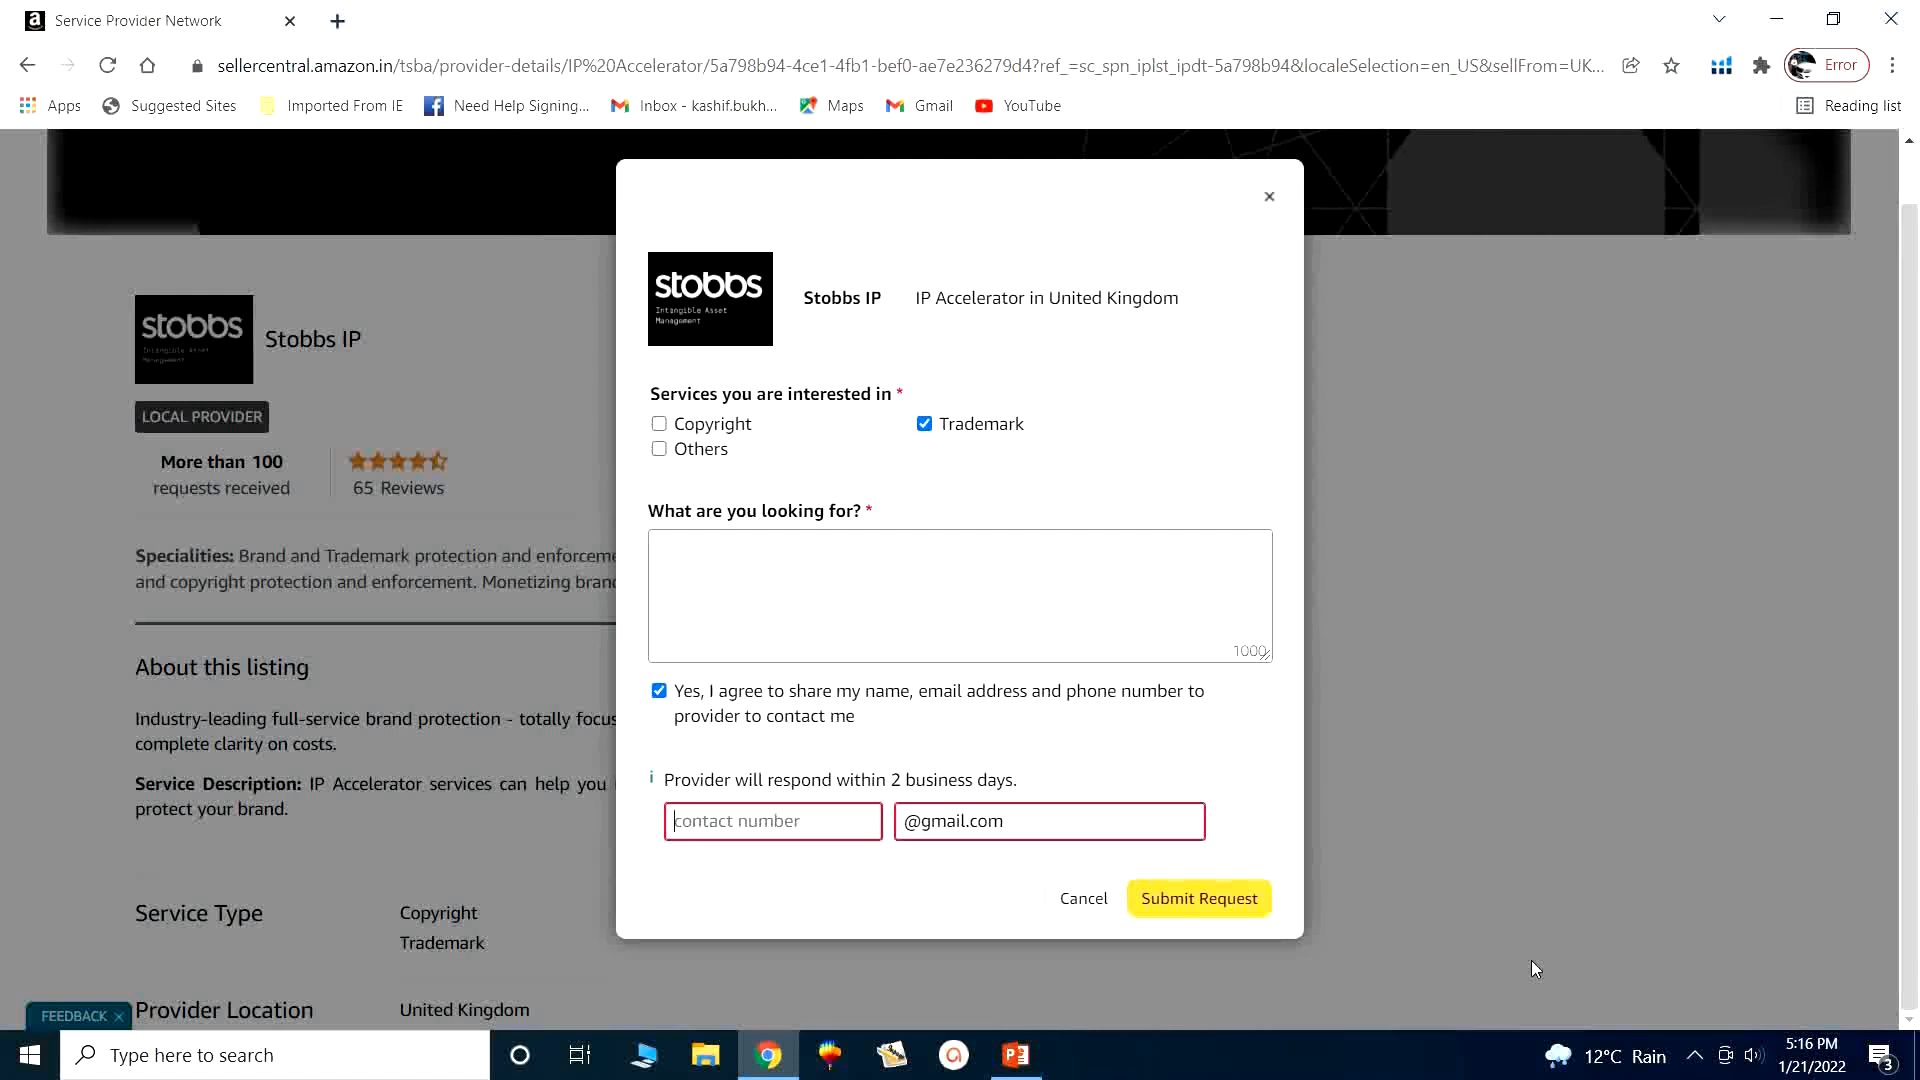 Service Provider Network
sellercentral.amazon.in/tsba/provider-details/IP%20Accelerator/5a798b94-4ce1-4fb1-bef0-ae7e236279d4?ref_=sc_spn_iplst_ipdt-5a798b94&localeSelection=en_US&sellFrom=UK...
Error
Apps
Suggested Sites
Imported From IE
Need Help Signing...
Inbox - kashif.bukh...
Maps
Gmail
YouTube
Reading list
stobbs
Intangible Asset
Management
Stobbs IP
LOCAL PROVIDER
More than 100
requests received
65 Reviews
Specialities: Brand and Trademark protection and enforceme
and copyright protection and enforcement. Monetizing bran
About this listing
Industry-leading full-service brand protection - totally focus
complete clarity on costs.
Service Description: IP Accelerator services can help you
protect your brand.
Service Type
Copyright
Trademark
Provider Location
United Kingdom
FEEDBACK ×
×
stobbs
Intangible Asset
Management
Stobbs IP
IP Accelerator in United Kingdom
Services you are interested in *
Copyright
Trademark
Others
What are you looking for? *
1000
Yes, I agree to share my name, email address and phone number to
provider to contact me
i Provider will respond within 2 business days.
contact number
@gmail.com
Cancel
Submit Request
Type here to search
12°C Rain
5:16 PM
1/21/2022
3